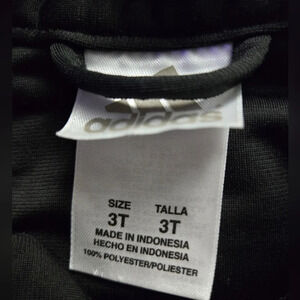 adidas
SIZE TALLA
3T 3T
MADE IN INDONESIA
HECHO EN INDONESIA
100% POLYESTER/POLIESTER